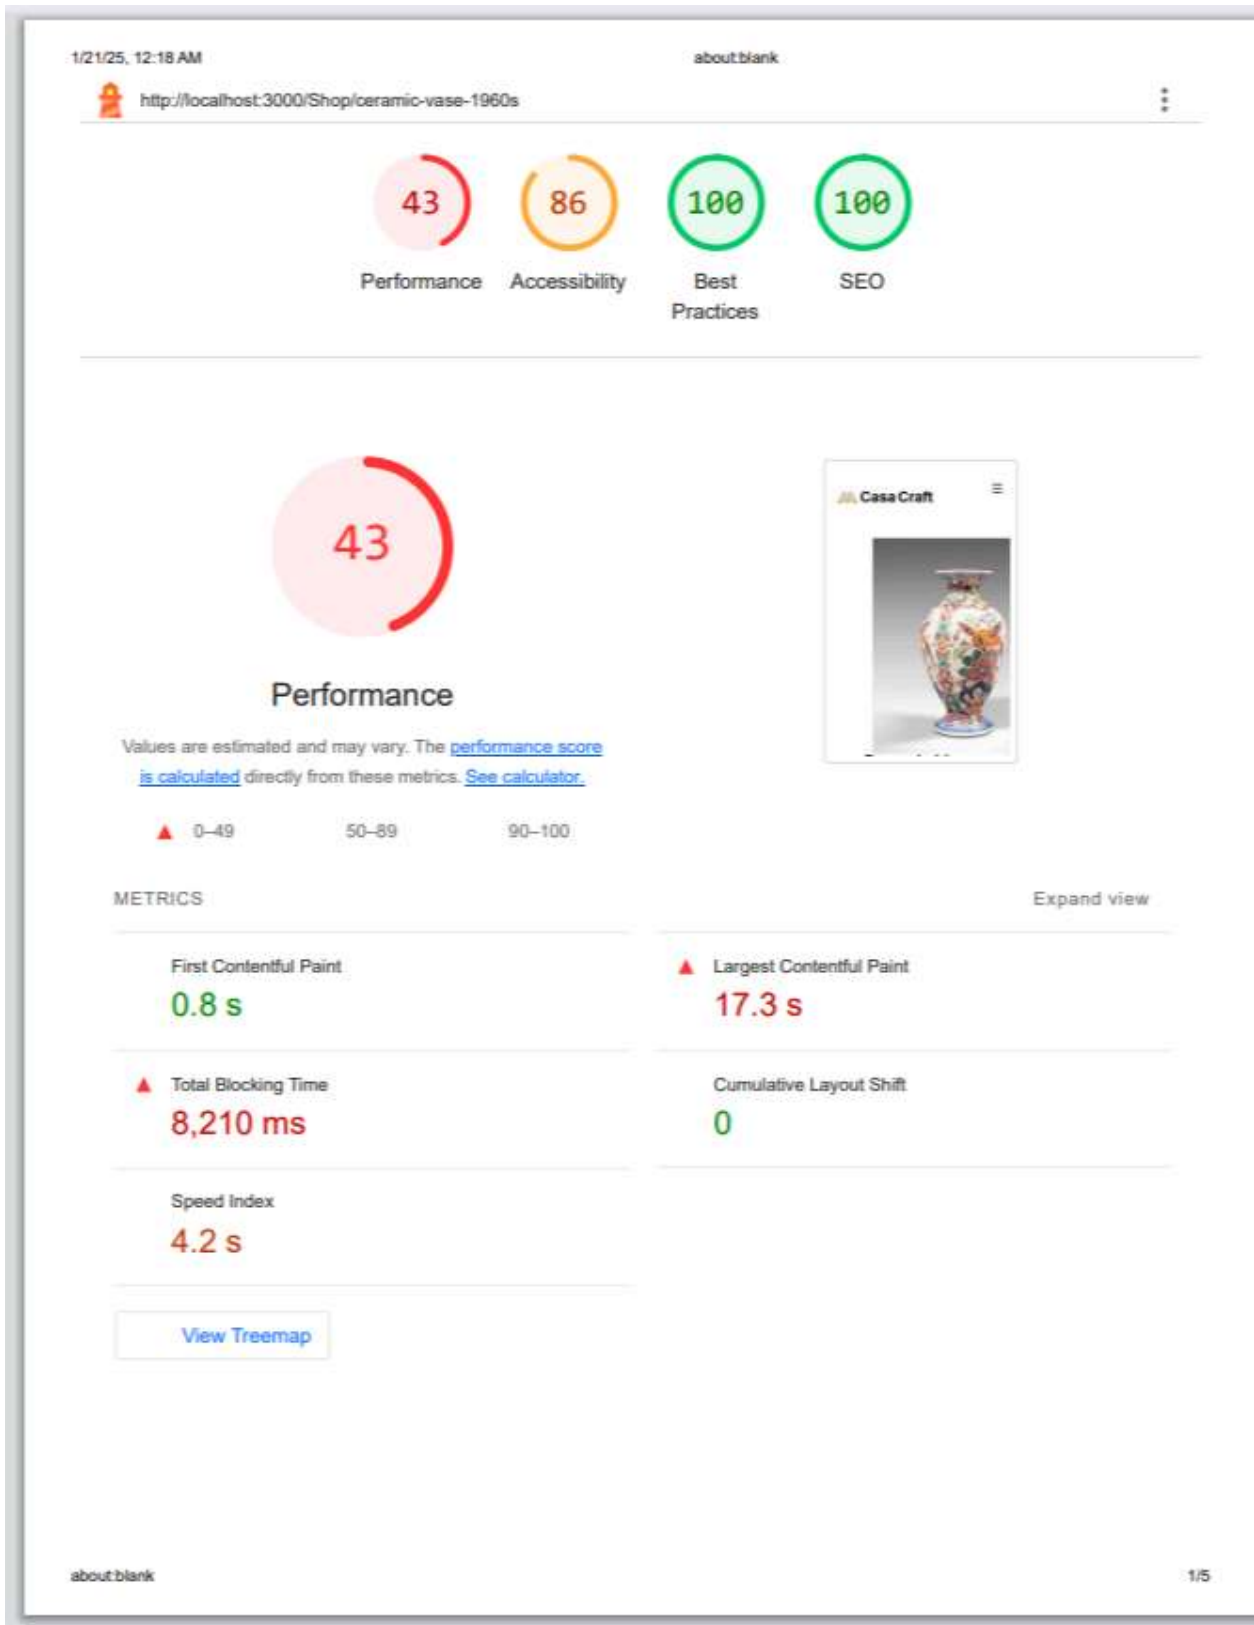 1/21/25, 12:18 AM about:blank
http://localhost:3000/Shop/ceramic-vase-1960s
43 86 100 100
Performance Accessibility Best Practices SEO
43
Casa Craft
Performance
Values are estimated and may vary. The performance score
is calculated directly from these metrics. See calculator.
0–49 50–89 90–100
METRICS Expand view
First Contentful Paint
0.8 s
Largest Contentful Paint
17.3 s
Total Blocking Time
8,210 ms
Cumulative Layout Shift
0
Speed Index
4.2 s
View Treemap
about:blank 1/5